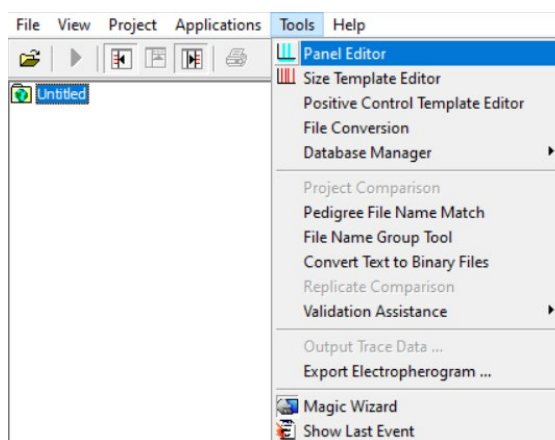 File View Project Applications Tools Help
Untitled
Panel Editor
Size Template Editor
Positive Control Template Editor
File Conversion
Database Manager
Project Comparison
Pedigree File Name Match
File Name Group Tool
Convert Text to Binary Files
Replicate Comparison
Validation Assistance
Output Trace Data ...
Export Electropherogram ...
Magic Wizard
Show Last Event